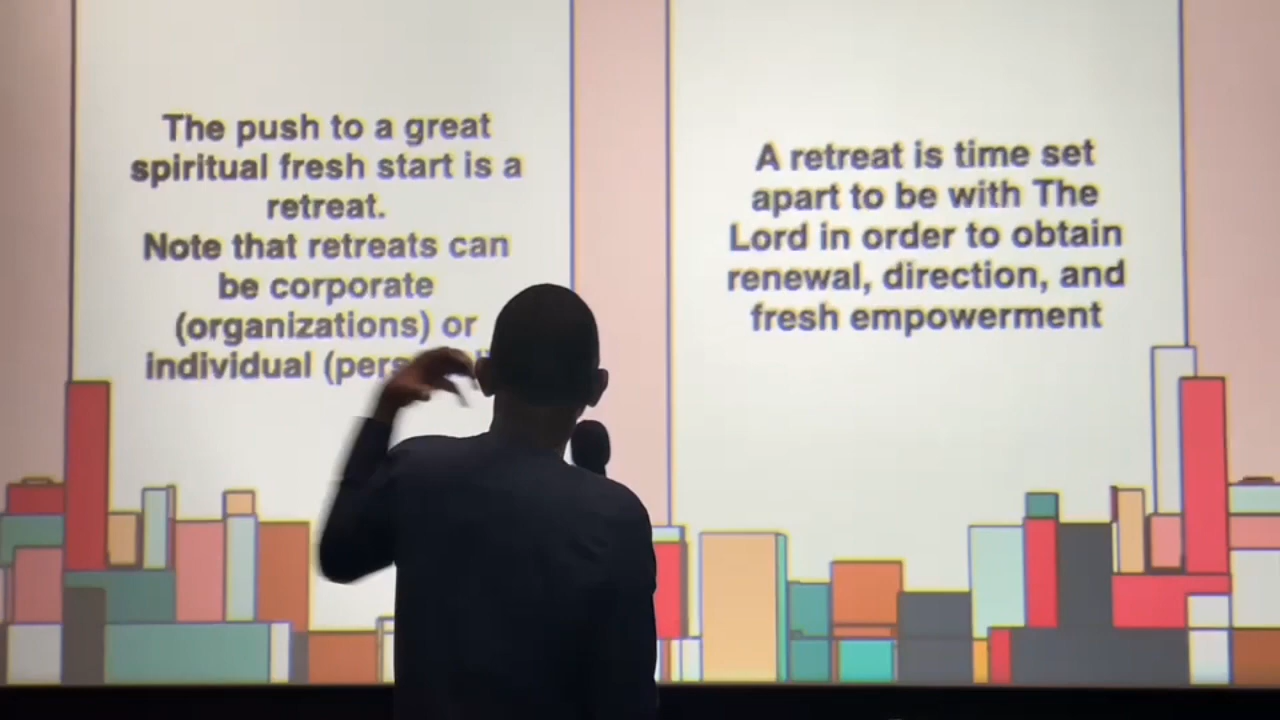 The push to a great
spiritual fresh start is a
retreat.
Note that retreats can
be corporate
(organizations) or
individual
A retreat is time set
apart to be with The
Lord in order to obtain
renewal, direction, and
fresh empowerment